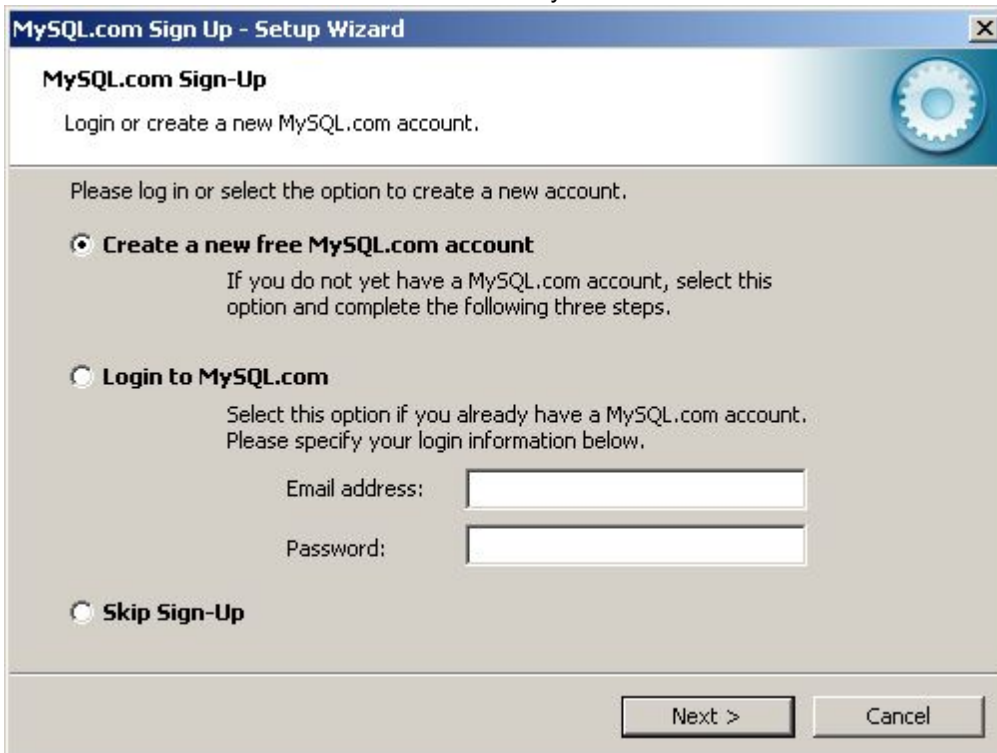 MySQL.com Sign Up - Setup Wizard
MySQL.com Sign-Up
Login or create a new MySQL.com account.
Please log in or select the option to create a new account.
Create a new free MySQL.com account
If you do not yet have a MySQL.com account, select this
option and complete the following three steps.
Login to MySQL.com
Select this option if you already have a MySQL.com account.
Please specify your login information below.
Email address:
Password:
Skip Sign-Up
Next >
Cancel